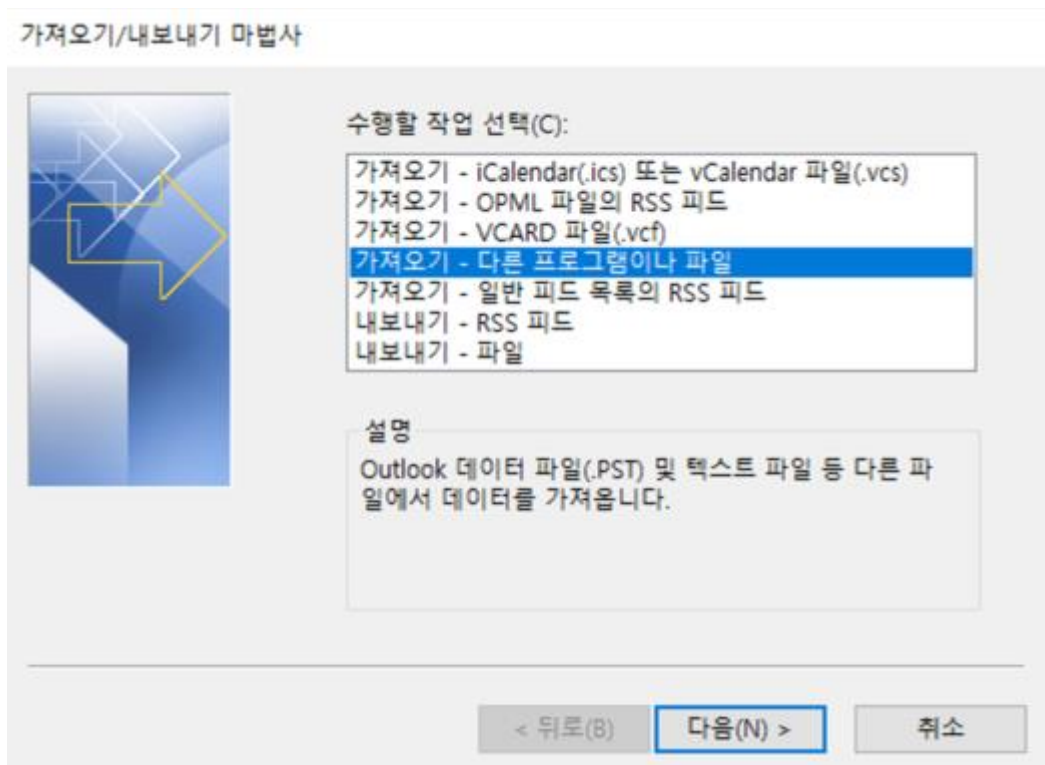 가져오기/내보내기 마법사
수행할 작업 선택(C):
가져오기 - iCalendar(.ics) 또는 vCalendar 파일(.vcs)
가져오기 - OPML 파일의 RSS 피드
가져오기 - VCARD 파일(.vcf)
가져오기 - 다른 프로그램이나 파일
가져오기 - 일반 피드 목록의 RSS 피드
내보내기 - RSS 피드
내보내기 - 파일
설명
Outlook 데이터 파일(.PST) 및 텍스트 파일 등 다른 파
일에서 데이터를 가져옵니다.
< 뒤로(B) 다음(N) > 취소